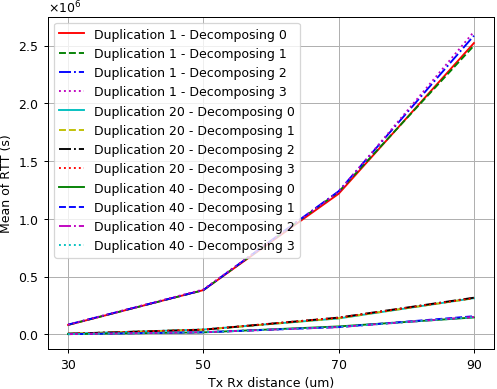 ×10⁶
Duplication 1 - Decomposing 0
Duplication 1 - Decomposing 1
Duplication 1 - Decomposing 2
Duplication 1 - Decomposing 3
Duplication 20 - Decomposing 0
Duplication 20 - Decomposing 1
Duplication 20 - Decomposing 2
Duplication 20 - Decomposing 3
Duplication 40 - Decomposing 0
Duplication 40 - Decomposing 1
Duplication 40 - Decomposing 2
Duplication 40 - Decomposing 3
2.5
2.0
1.5
1.0
0.5
0.0
Mean of RTT (s)
30 50 70 90
Tx Rx distance (um)